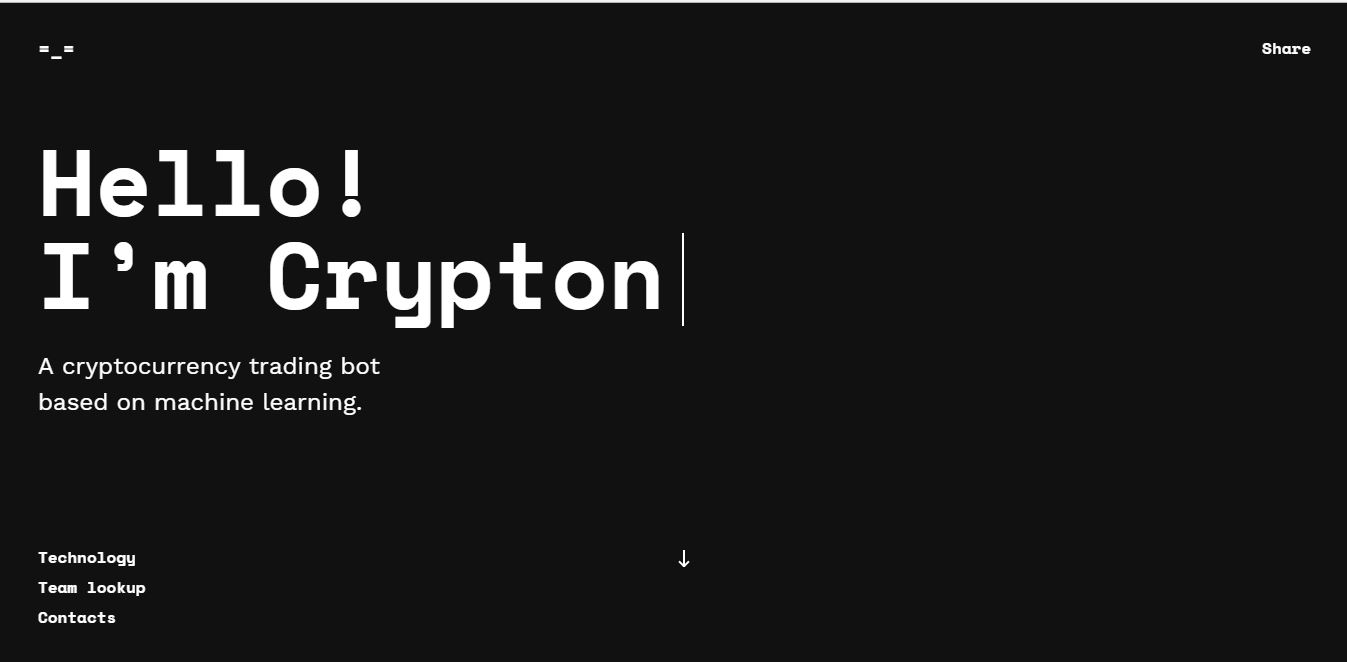 =_=
Share
Hello!
I’m Crypton
A cryptocurrency trading bot
based on machine learning.
Technology
Team lookup
Contacts